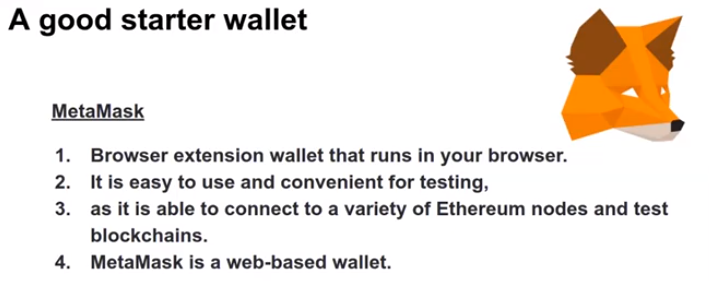 A good starter wallet
MetaMask
1. Browser extension wallet that runs in your browser.
2. It is easy to use and convenient for testing,
3. as it is able to connect to a variety of Ethereum nodes and test
blockchains.
4. MetaMask is a web-based wallet.